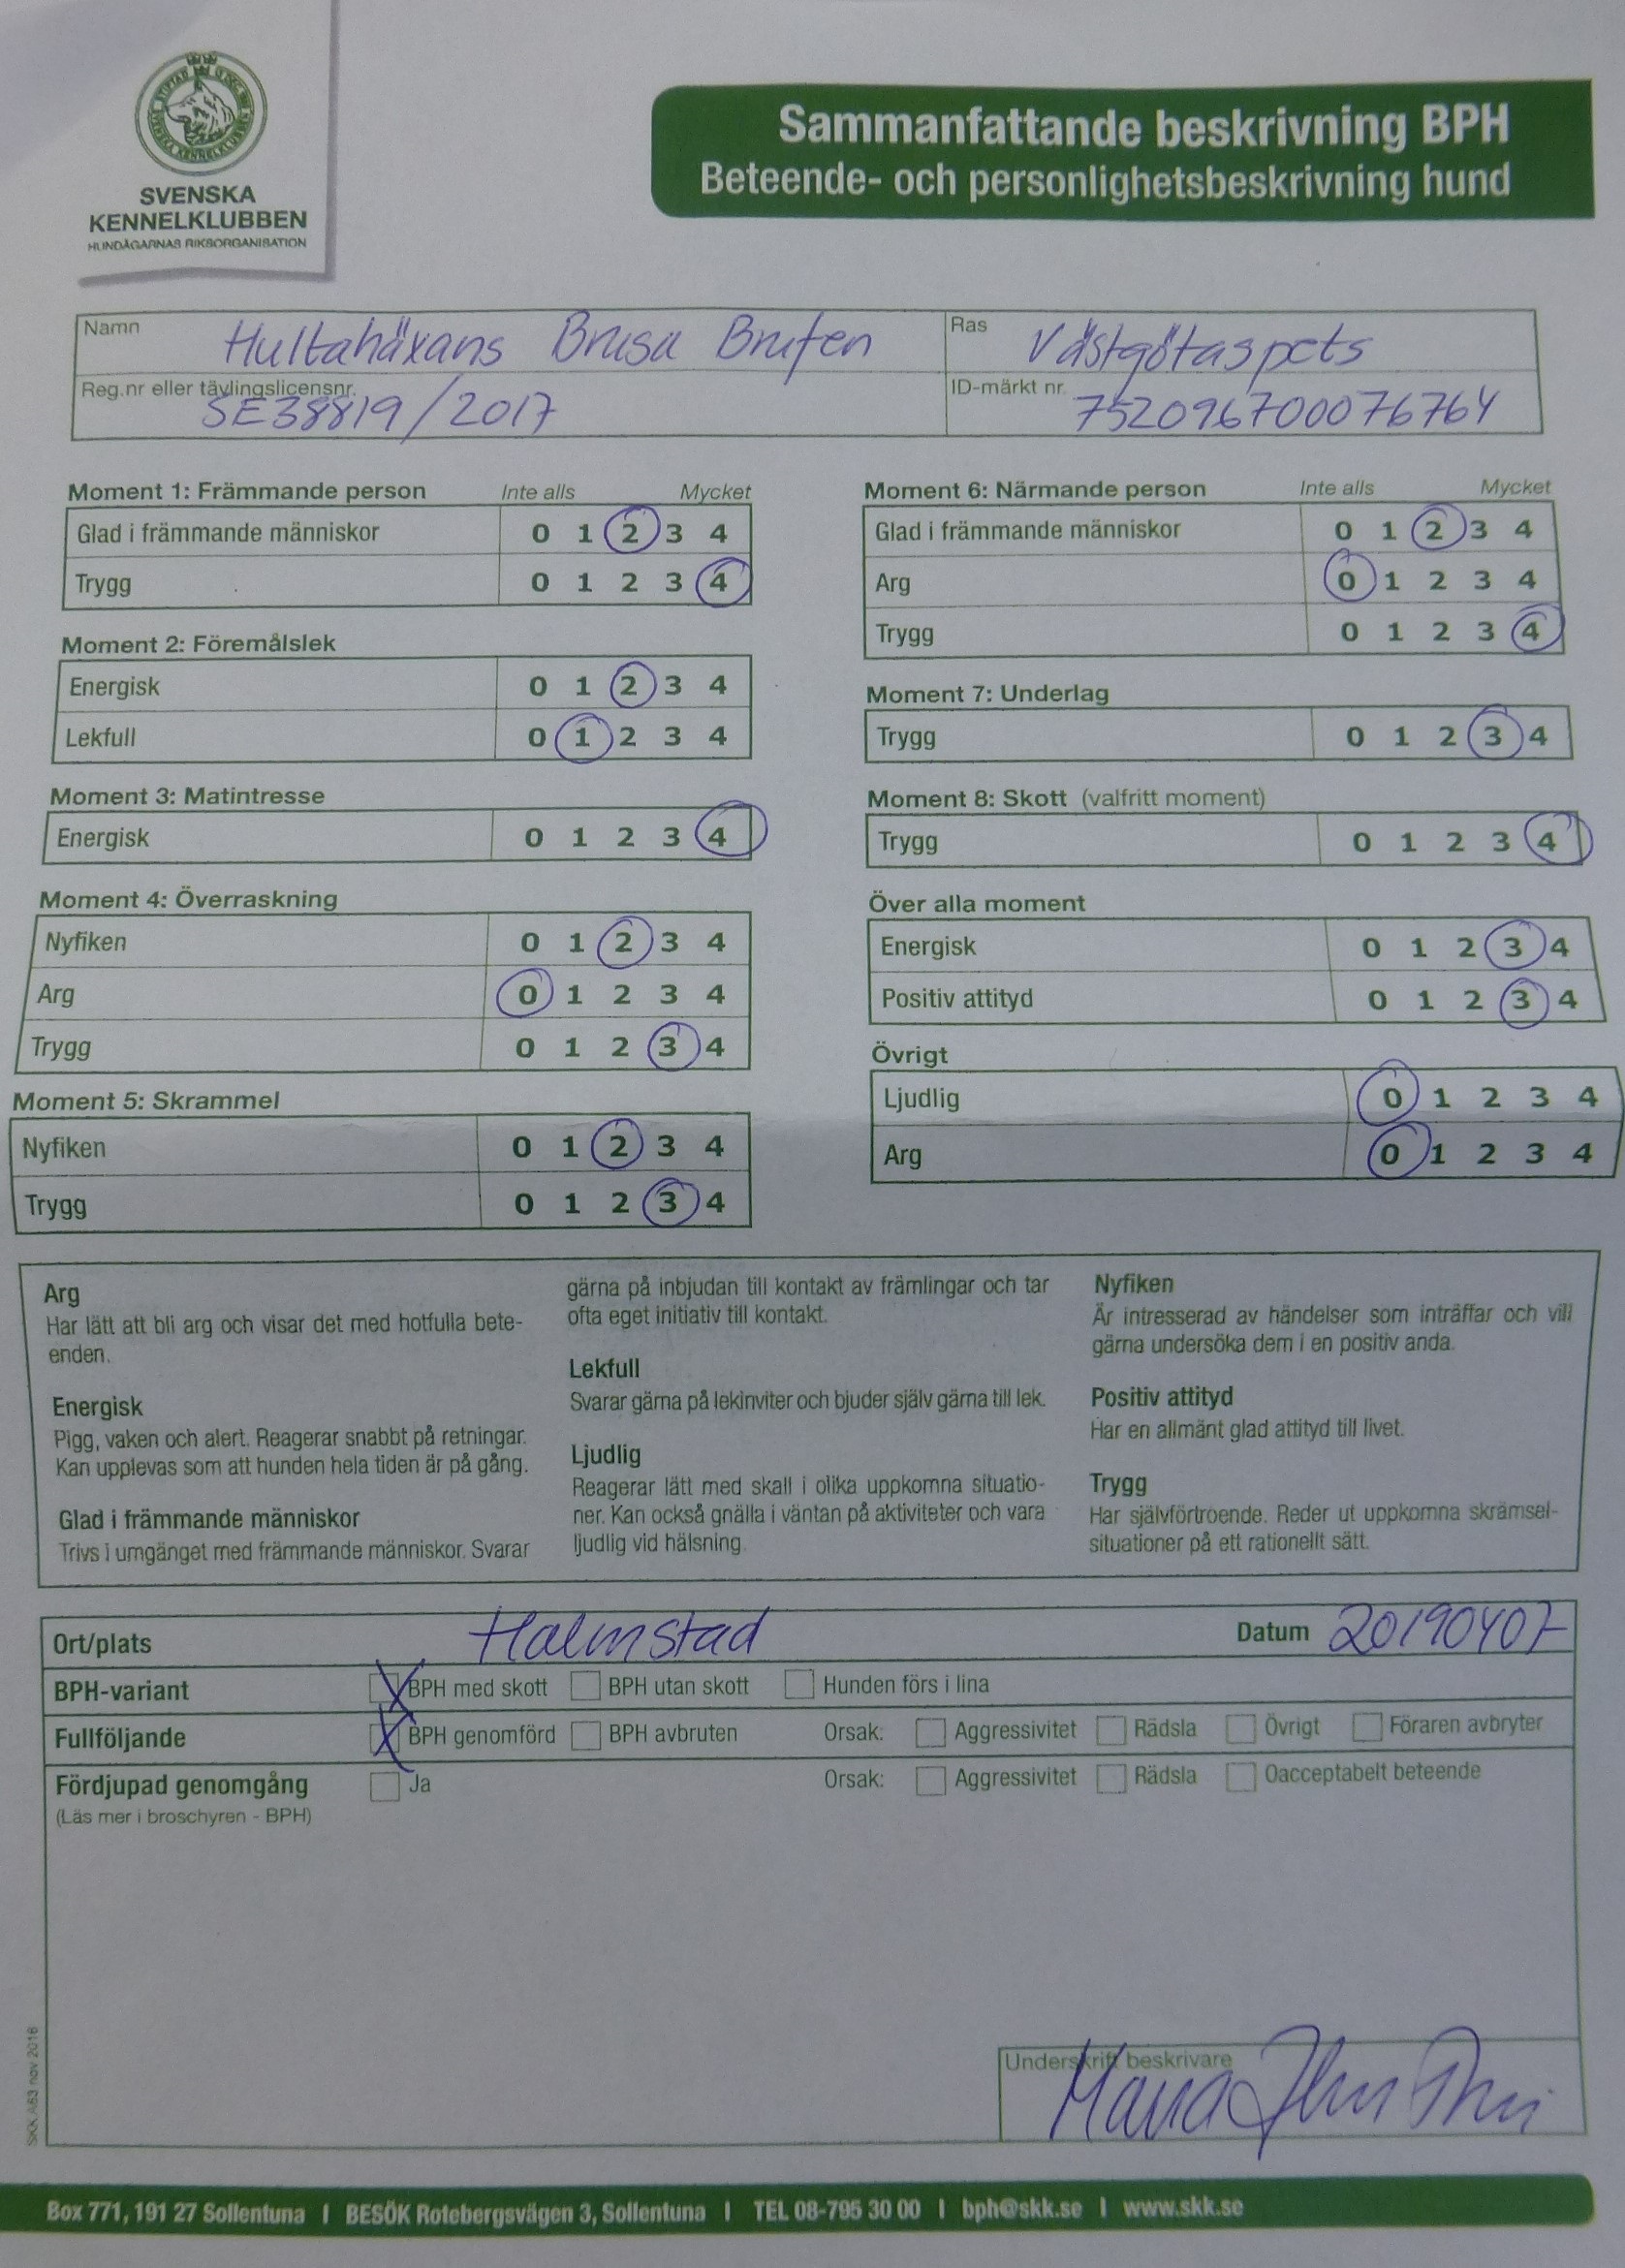 SVENSKA
KENNELKLUBBEN
HUNDÄGARNAS RIKSORGANISATION
Sammanfattande beskrivning BPH
Beteende- och personlighetsbeskrivning hund
Namn Hultahäxans Brusa Brufen
Ras Västgötaspets
Reg.nr eller tävlingslicensnr. SE38819/2017
ID-märkt nr. 752096700076764
Moment 1: Främmande person Inte alls Mycket
Glad i främmande människor 0 1 2 3 4
Trygg 0 1 2 3 4
Moment 2: Föremålslek
Energisk 0 1 2 3 4
Lekfull 0 1 2 3 4
Moment 3: Matintresse
Energisk 0 1 2 3 4
Moment 4: Överraskning
Nyfiken 0 1 2 3 4
Arg 0 1 2 3 4
Trygg 0 1 2 3 4
Moment 5: Skrammel
Nyfiken 0 1 2 3 4
Trygg 0 1 2 3 4
Moment 6: Närmande person Inte alls Mycket
Glad i främmande människor 0 1 2 3 4
Arg 0 1 2 3 4
Trygg 0 1 2 3 4
Moment 7: Underlag
Trygg 0 1 2 3 4
Moment 8: Skott (valfritt moment)
Trygg 0 1 2 3 4
Över alla moment
Energisk 0 1 2 3 4
Positiv attityd 0 1 2 3 4
Övrigt
Ljudlig 0 1 2 3 4
Arg 0 1 2 3 4
Arg
Har lätt att bli arg och visar det med hotfulla bete-
enden.
Energisk
Pigg, vaken och alert. Reagerar snabbt på retningar.
Kan upplevas som att hunden hela tiden är på gång.
Glad i främmande människor
Trivs i umgänget med främmande människor. Svarar
gärna på inbjudan till kontakt av främlingar och tar
ofta eget initiativ till kontakt.
Lekfull
Svarar gärna på lekinviter och bjuder själv gärna till lek.
Ljudlig
Reagerar lätt med skall i olika uppkomna situatio-
ner. Kan också gnälla i väntan på aktiviteter och vara
ljudlig vid hälsning.
Nyfiken
Är intresserad av händelser som inträffar och vill
gärna undersöka dem i en positiv anda.
Positiv attityd
Har en allmänt glad attityd till livet.
Trygg
Har självförtroende. Reder ut uppkomna skrämsel-
situationer på ett rationellt sätt.
Ort/plats Halmstad Datum 20190407
BPH-variant BPH med skott BPH utan skott Hunden förs i lina
Fullföljande BPH genomförd BPH avbruten Orsak: Aggressivitet Rädsla Övrigt Föraren avbryter
Fördjupad genomgång Ja Orsak: Aggressivitet Rädsla Oacceptabelt beteende
(Läs mer i broschyren - BPH)
Underskrift beskrivare
Maria
SKK A63 nov 2016
Box 771, 191 27 Sollentuna I BESÖK Rotebergsvägen 3, Sollentuna I TEL 08-795 30 00 I bph@skk.se I www.skk.se